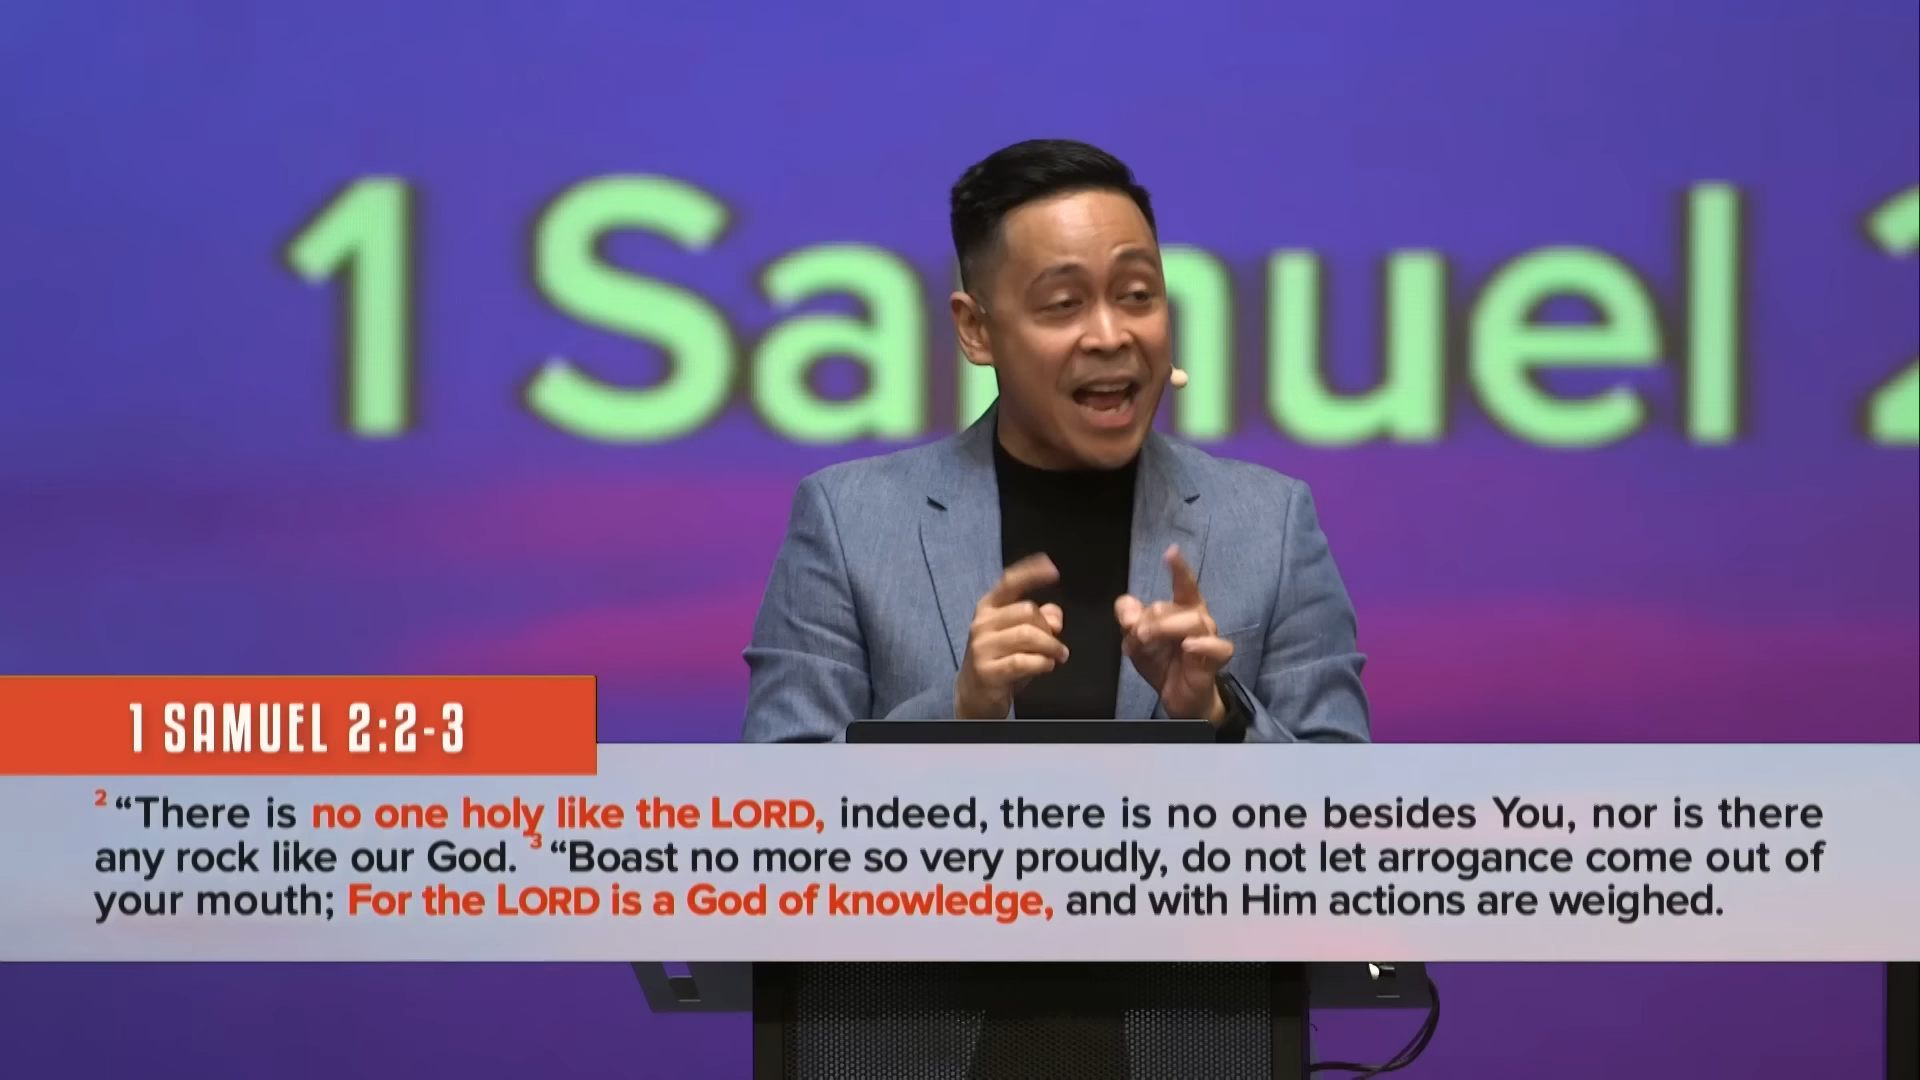 1 Samuel 2
1 SAMUEL 2:2-3
2 “There is no one holy like the LORD, indeed, there is no one besides You, nor is there
any rock like our God. 3 “Boast no more so very proudly, do not let arrogance come out of
your mouth; For the LORD is a God of knowledge, and with Him actions are weighed.